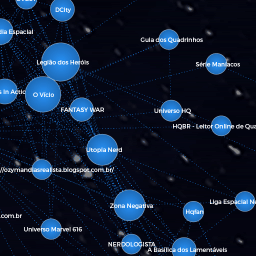 DCity
Guia dos Quadrinhos
Legião dos Heróis
Série Maníacos
s In Actio
O Vício
FANTASY WAR
Universo HQ
HQBR - Leitor Online de Qua
Utopia Nerd
//ozymandiasrealista.blogspot.com.br/
Liga Espacial Ne
Zona Negativa
Hqfan
.com.br
Universo Marvel 616
NERDOLOGISTA
A Basílica dos Lamentáveis